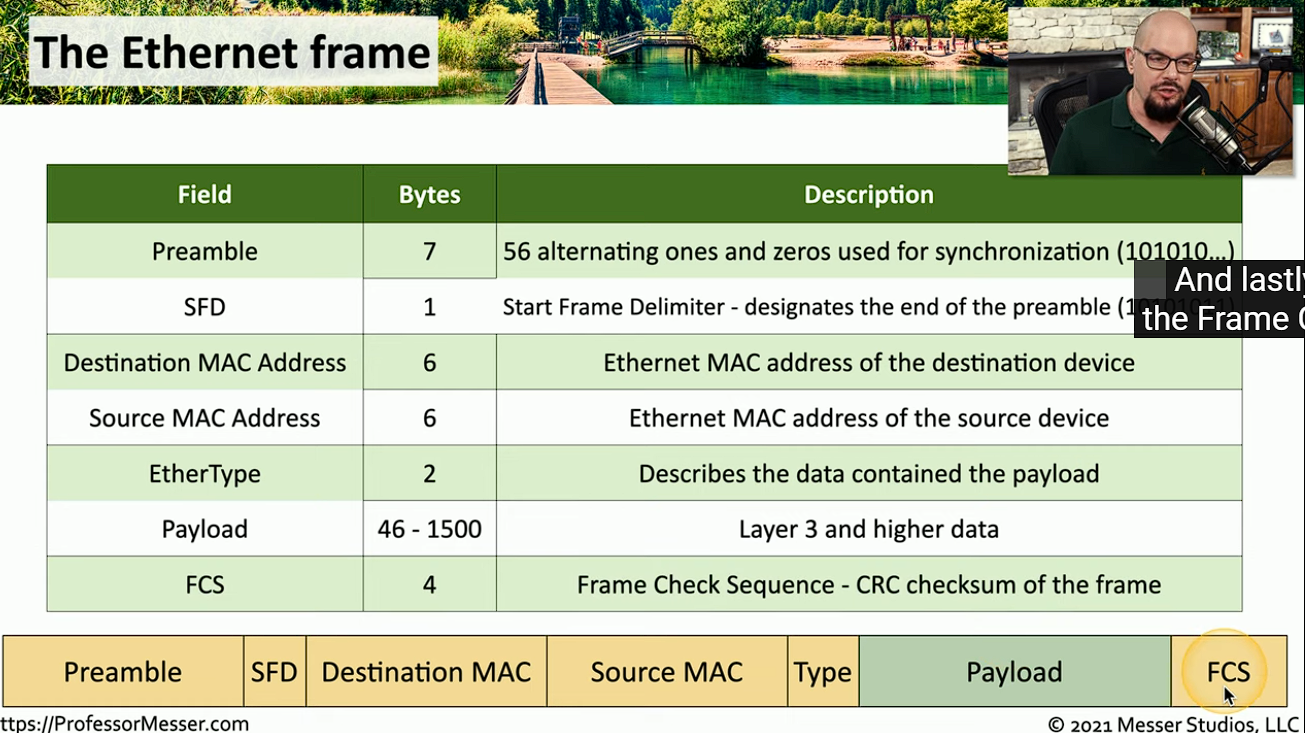 The Ethernet frame
Field Bytes Description
Preamble 7 56 alternating ones and zeros used for synchronization (101010...)
SFD 1 Start Frame Delimiter - designates the end of the preamble (10101011)
And lastly
the Frame
Destination MAC Address 6 Ethernet MAC address of the destination device
Source MAC Address 6 Ethernet MAC address of the source device
EtherType 2 Describes the data contained the payload
Payload 46 - 1500 Layer 3 and higher data
FCS 4 Frame Check Sequence - CRC checksum of the frame
Preamble SFD Destination MAC Source MAC Type Payload FCS
ttps://ProfessorMesser.com © 2021 Messer Studios, LLC